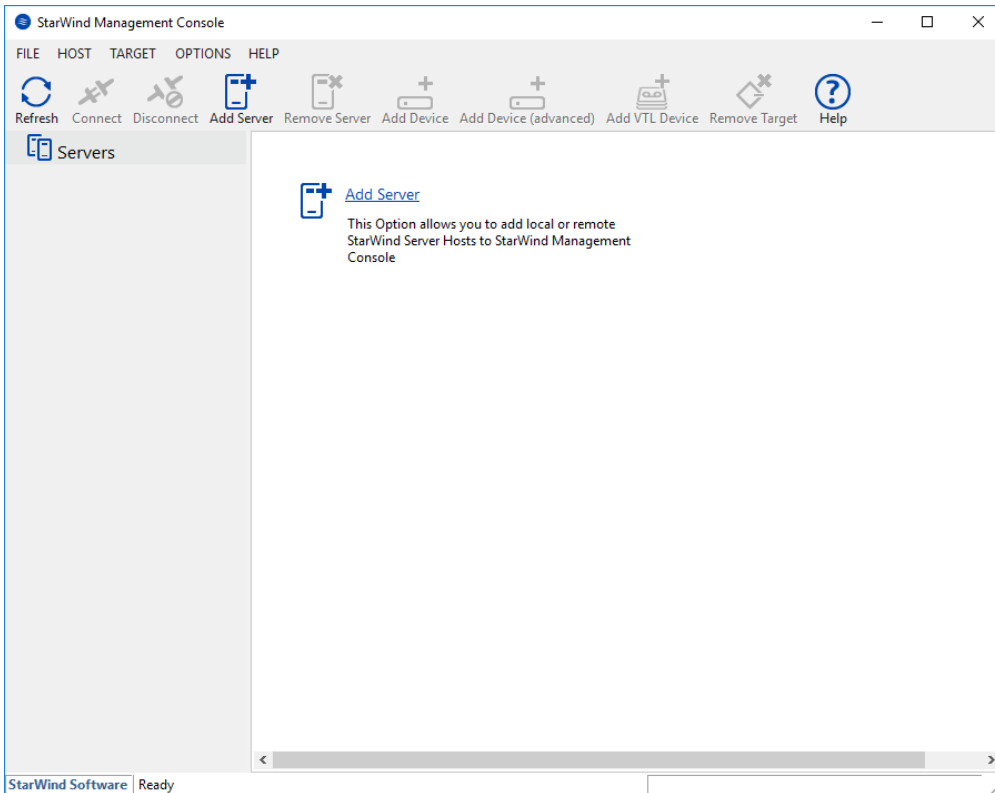 StarWind Management Console
FILE HOST TARGET OPTIONS HELP
Refresh Connect Disconnect Add Server Remove Server Add Device Add Device (advanced) Add VTL Device Remove Target Help
Servers
Add Server
This Option allows you to add local or remote
StarWind Server Hosts to StarWind Management
Console
StarWind Software Ready